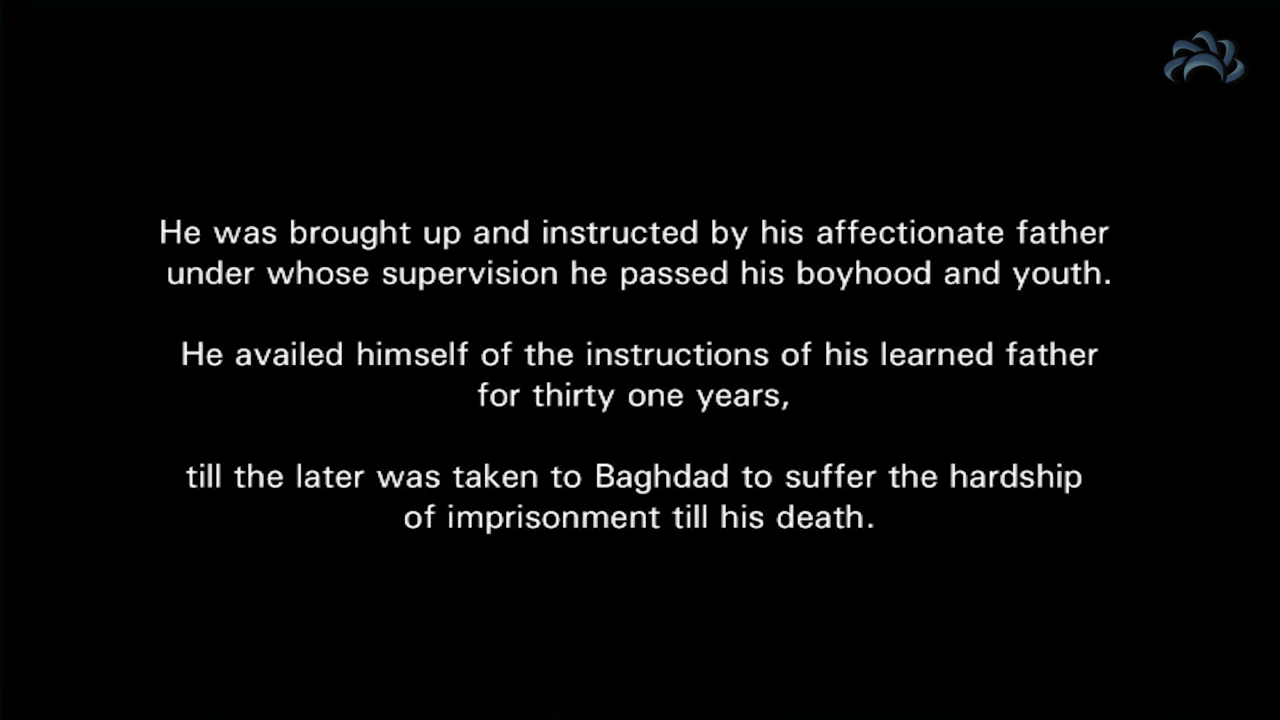 He was brought up and instructed by his affectionate father
under whose supervision he passed his boyhood and youth.
He availed himself of the instructions of his learned father
for thirty one years,
till the later was taken to Baghdad to suffer the hardship
of imprisonment till his death.